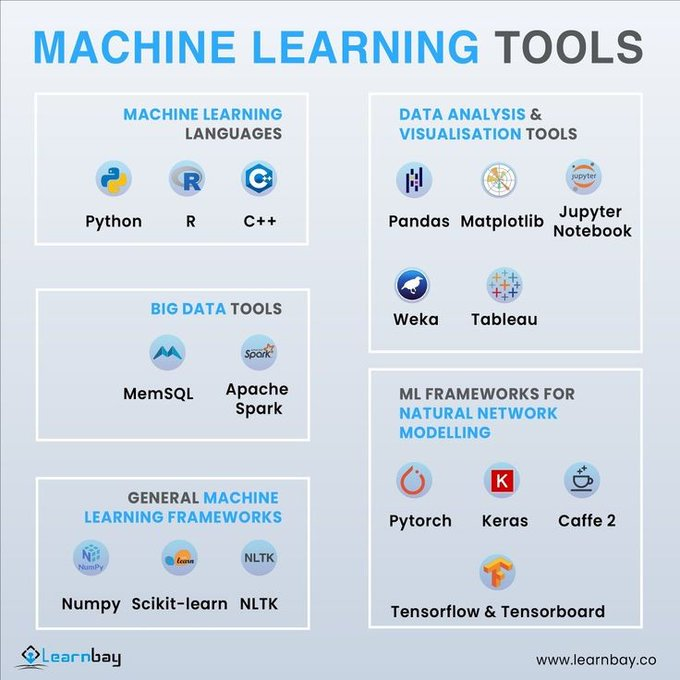 MACHINE LEARNING TOOLS
MACHINE LEARNING
LANGUAGES
Python R C++
BIG DATA TOOLS
Spark
MemSQL Apache
Spark
GENERAL MACHINE
LEARNING FRAMEWORKS
NumPy learn NLTK
Numpy Scikit-learn NLTK
DATA ANALYSIS &
VISUALISATION TOOLS
jupyter
Pandas Matplotlib Jupyter
Notebook
Weka Tableau
ML FRAMEWORKS FOR
NATURAL NETWORK
MODELLING
K
Pytorch Keras Caffe 2
Tensorflow & Tensorboard
Learnbay
www.learnbay.co